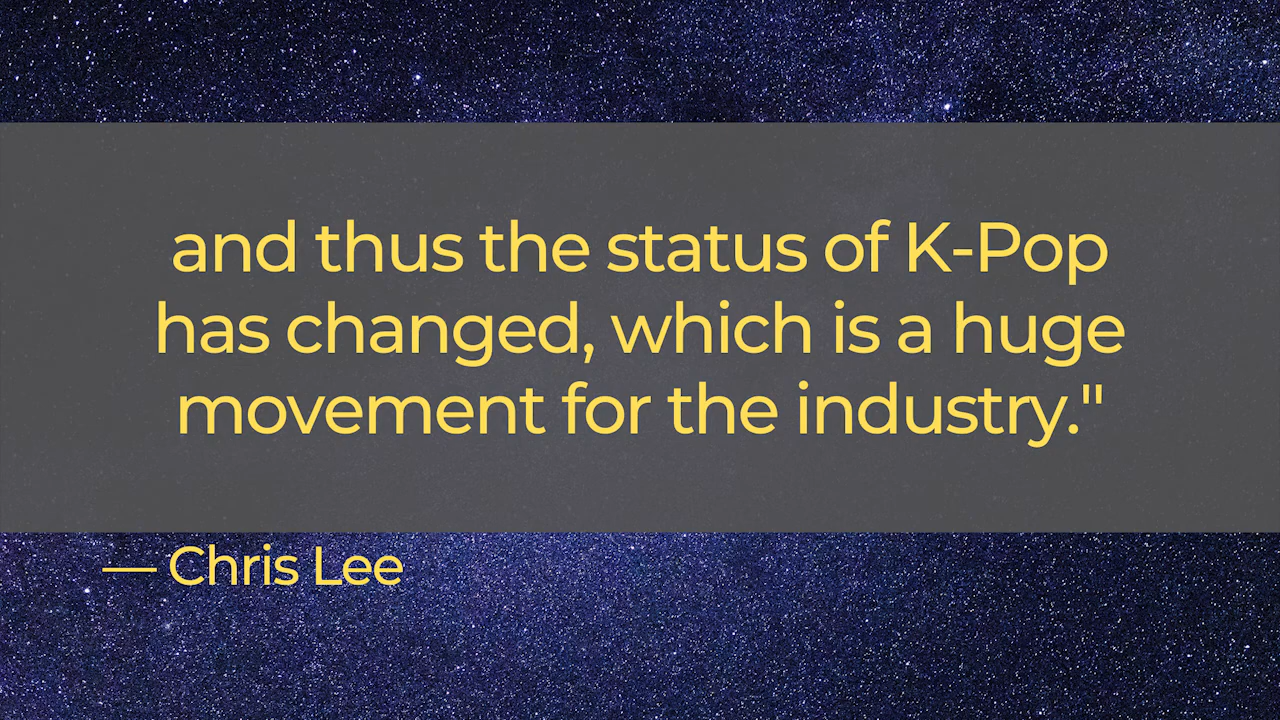 and thus the status of K-Pop
has changed, which is a huge
movement for the industry."
— Chris Lee